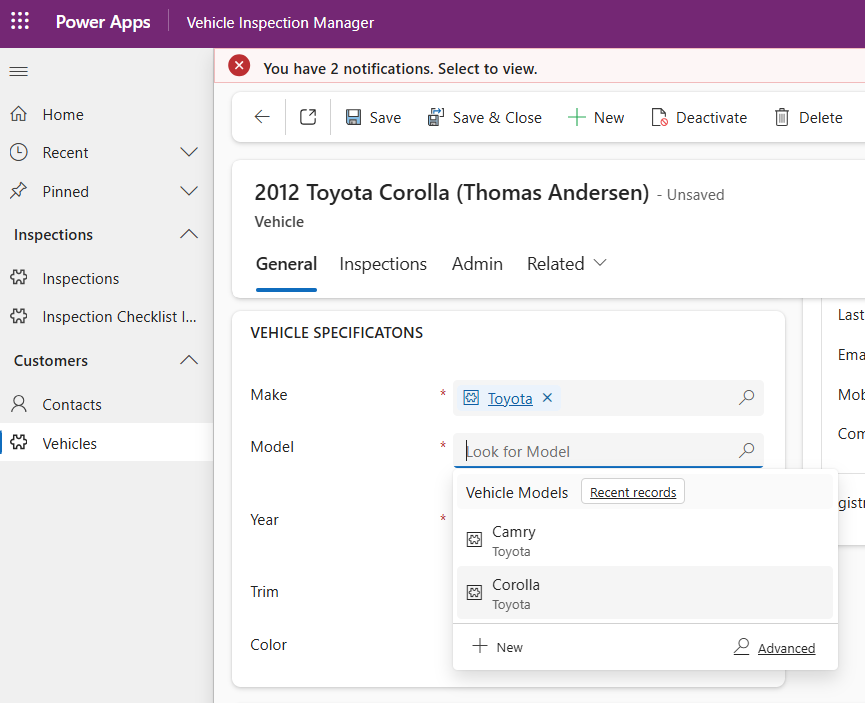 Power Apps Vehicle Inspection Manager
You have 2 notifications. Select to view.
Save Save & Close New Deactivate Delete
Home
Recent
Pinned
Inspections
Inspections
Inspection Checklist I...
Customers
Contacts
Vehicles
2012 Toyota Corolla (Thomas Andersen) - Unsaved
Vehicle
General Inspections Admin Related
VEHICLE SPECIFICATONS
Make * Toyota
Model * Look for Model
Year *
Trim
Color
Vehicle Models Recent records
Camry
Toyota
Corolla
Toyota
New Advanced
Last
Ema
Mob
Com
gistr